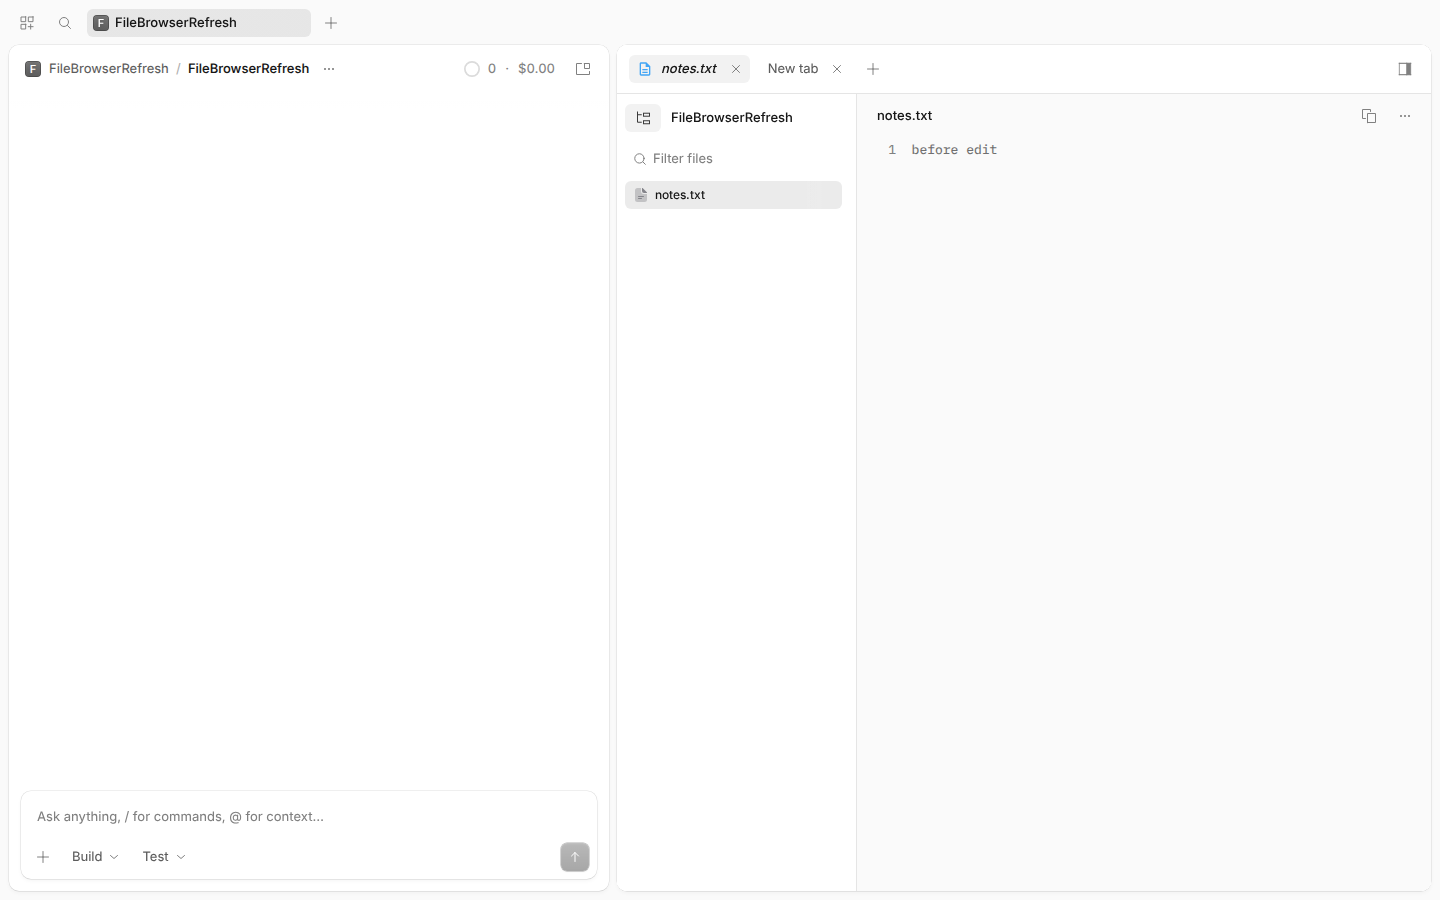 F FileBrowserRefresh
F FileBrowserRefresh / FileBrowserRefresh ... 0 · $0.00
notes.txt New tab
FileBrowserRefresh
Filter files
notes.txt
notes.txt ...
1 before edit
Ask anything, / for commands, @ for context...
Build Test